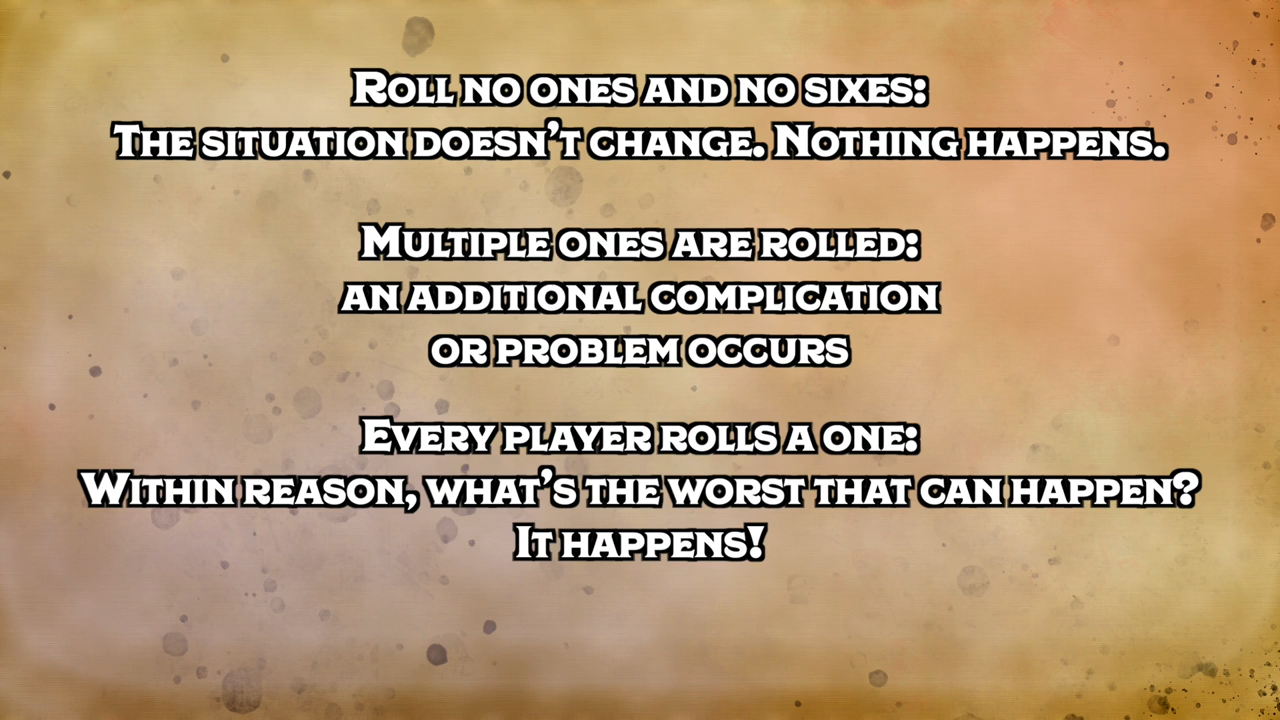 Roll no ones and no sixes:
The situation doesn't change. Nothing happens.
Multiple ones are rolled:
an additional complication
or problem occurs
Every player rolls a one:
Within reason, what's the worst that can happen?
It happens!